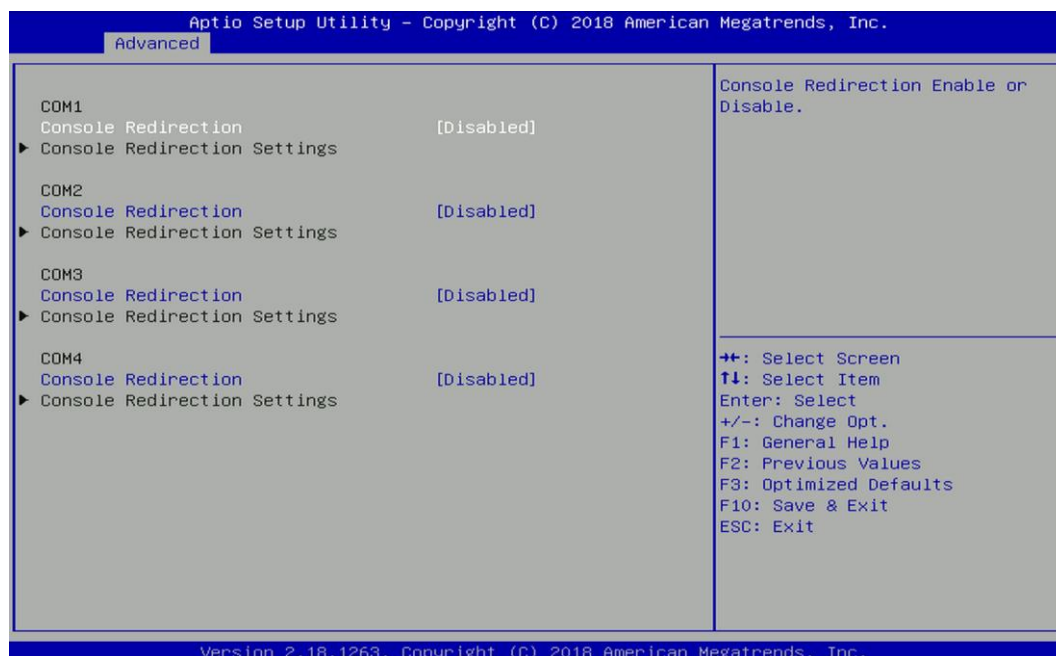 Aptio Setup Utility – Copyright (C) 2018 American Megatrends, Inc.
Advanced
COM1
Console Redirection [Disabled]
▶ Console Redirection Settings
COM2
Console Redirection [Disabled]
▶ Console Redirection Settings
COM3
Console Redirection [Disabled]
▶ Console Redirection Settings
COM4
Console Redirection [Disabled]
▶ Console Redirection Settings
Console Redirection Enable or
Disable.
→←: Select Screen
↑↓: Select Item
Enter: Select
+/-: Change Opt.
F1: General Help
F2: Previous Values
F3: Optimized Defaults
F10: Save & Exit
ESC: Exit
Version 2.18.1263. Copyright (C) 2018 American Megatrends, Inc.